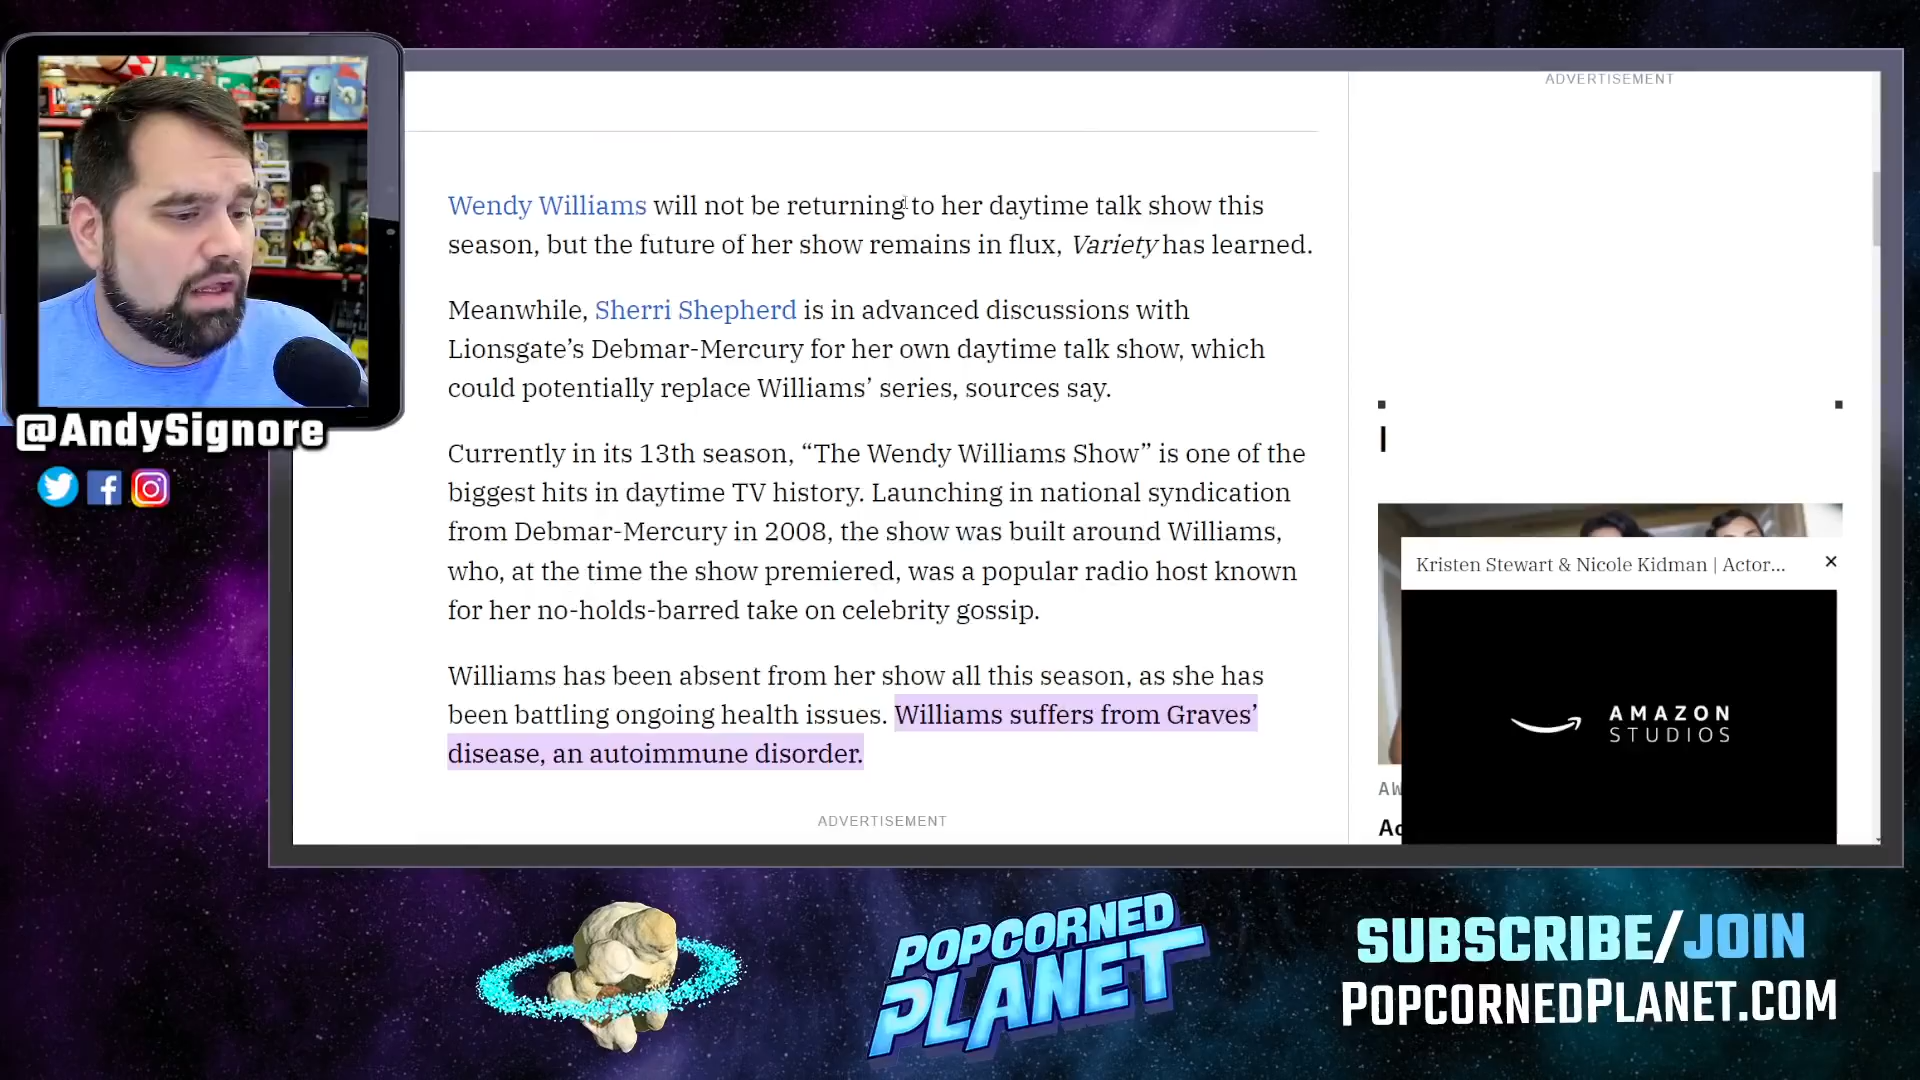 ADVERTISEMENT
Wendy Williams will not be returning to her daytime talk show this
season, but the future of her show remains in flux, Variety has learned.
Meanwhile, Sherri Shepherd is in advanced discussions with
Lionsgate’s Debmar-Mercury for her own daytime talk show, which
could potentially replace Williams’ series, sources say.
Currently in its 13th season, “The Wendy Williams Show” is one of the
biggest hits in daytime TV history. Launching in national syndication
from Debmar-Mercury in 2008, the show was built around Williams,
who, at the time the show premiered, was a popular radio host known
for her no-holds-barred take on celebrity gossip.
Williams has been absent from her show all this season, as she has
been battling ongoing health issues. Williams suffers from Graves’
disease, an autoimmune disorder.
ADVERTISEMENT
Kristen Stewart & Nicole Kidman | Actor...
AMAZON
STUDIOS
AW
Ac
@AndySignore
POPCORNED
PLANET
SUBSCRIBE/JOIN
POPCORNEDPLANET.COM